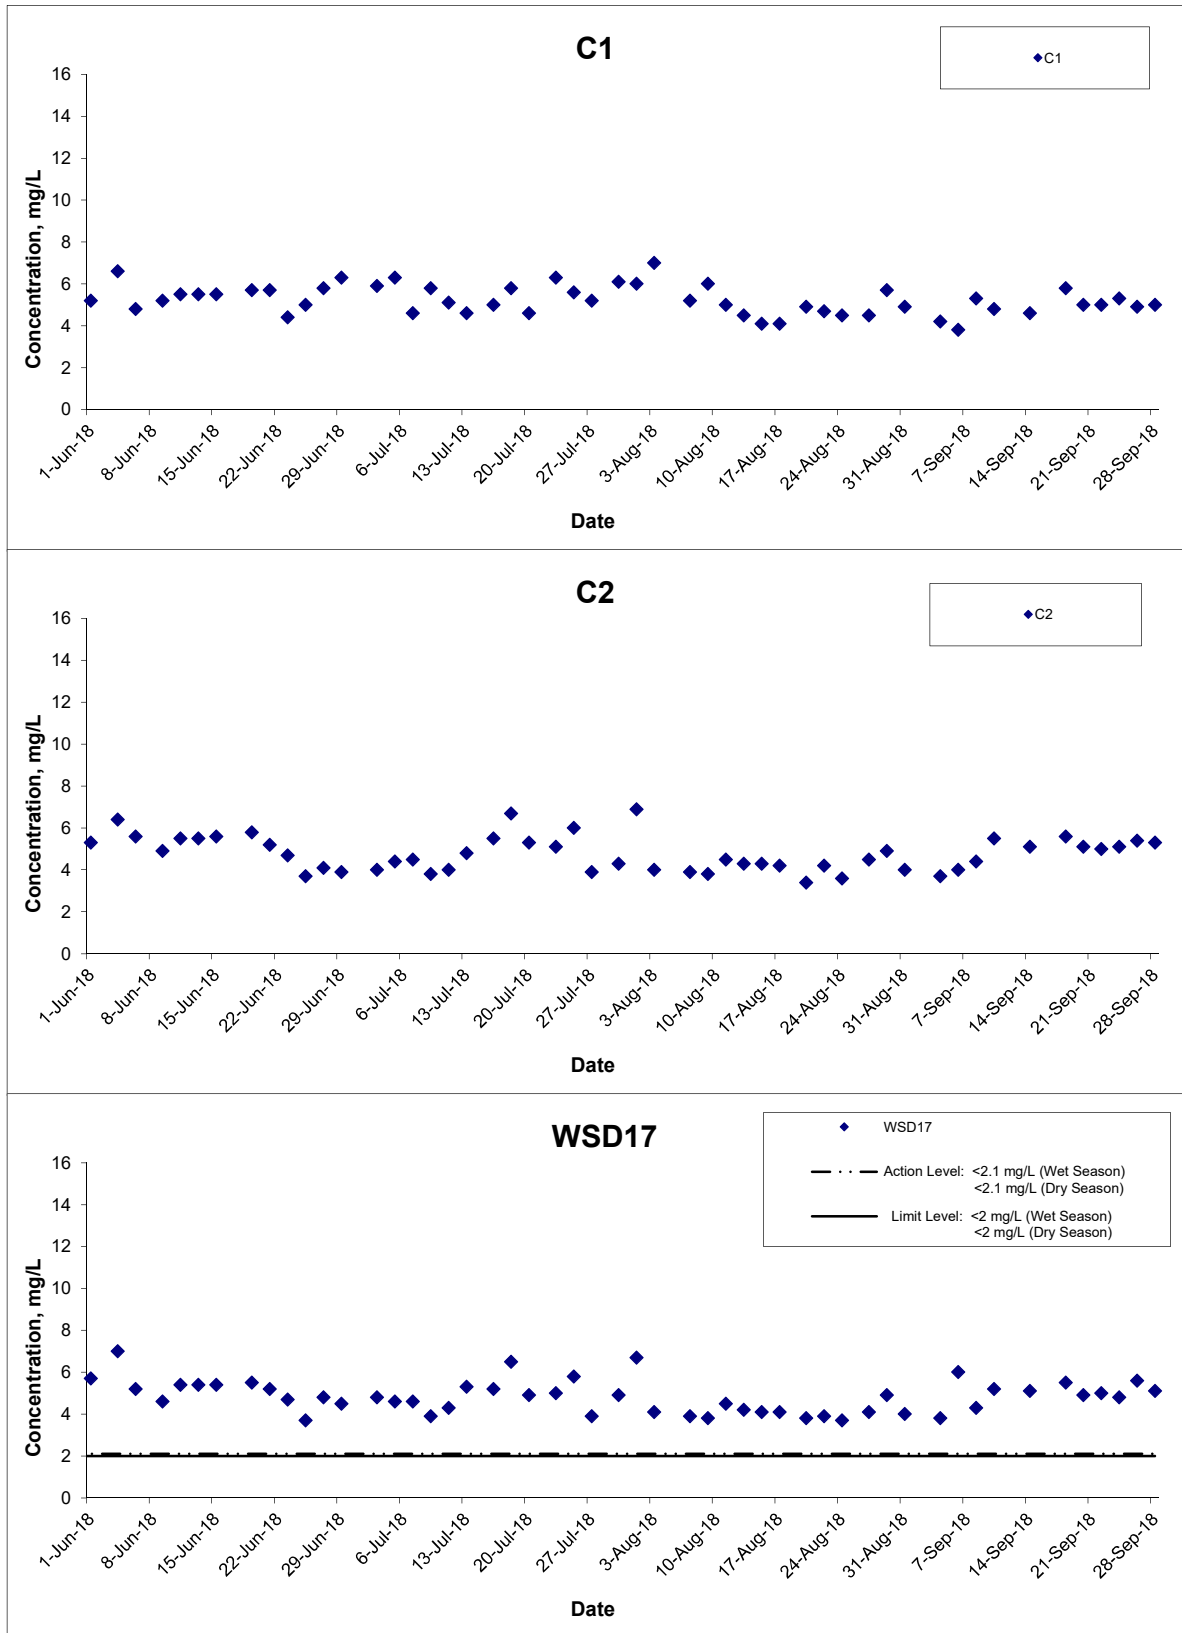 C1
C1
16
14
12
10
8
6
4
2
0
Concentration, mg/L
1-Jun-18
8-Jun-18
15-Jun-18
22-Jun-18
29-Jun-18
6-Jul-18
13-Jul-18
20-Jul-18
27-Jul-18
3-Aug-18
10-Aug-18
17-Aug-18
24-Aug-18
31-Aug-18
7-Sep-18
14-Sep-18
21-Sep-18
28-Sep-18
Date
C2
C2
16
14
12
10
8
6
4
2
0
Concentration, mg/L
1-Jun-18
8-Jun-18
15-Jun-18
22-Jun-18
29-Jun-18
6-Jul-18
13-Jul-18
20-Jul-18
27-Jul-18
3-Aug-18
10-Aug-18
17-Aug-18
24-Aug-18
31-Aug-18
7-Sep-18
14-Sep-18
21-Sep-18
28-Sep-18
Date
WSD17
WSD17
Action Level: <2.1 mg/L (Wet Season)
<2.1 mg/L (Dry Season)
Limit Level: <2 mg/L (Wet Season)
<2 mg/L (Dry Season)
16
14
12
10
8
6
4
2
0
Concentration, mg/L
1-Jun-18
8-Jun-18
15-Jun-18
22-Jun-18
29-Jun-18
6-Jul-18
13-Jul-18
20-Jul-18
27-Jul-18
3-Aug-18
10-Aug-18
17-Aug-18
24-Aug-18
31-Aug-18
7-Sep-18
14-Sep-18
21-Sep-18
28-Sep-18
Date